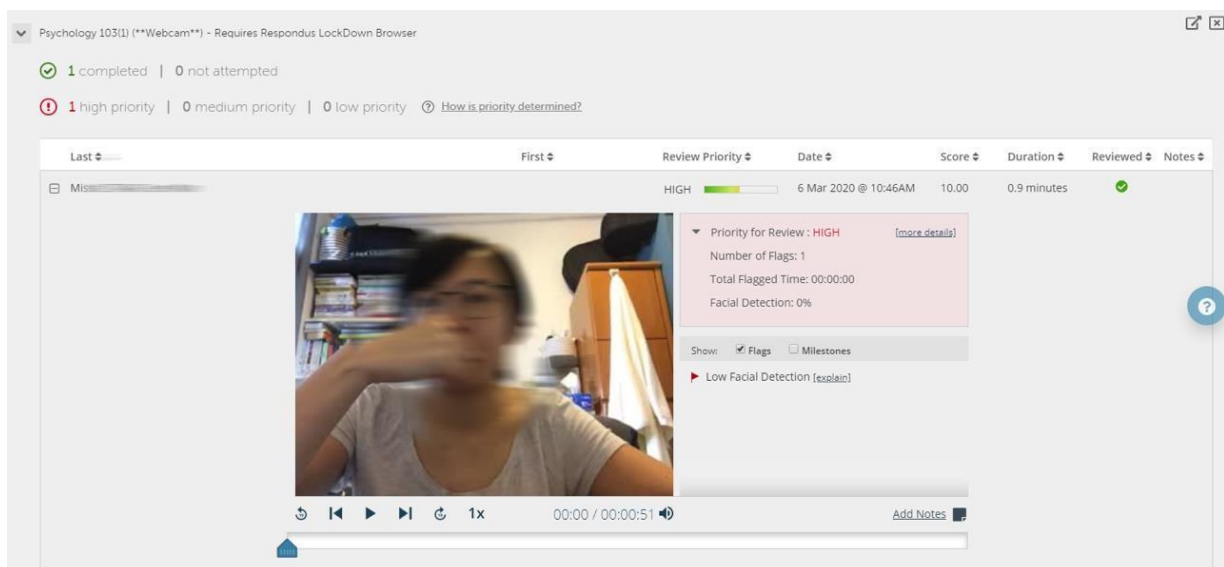 Psychology 103(1) (**Webcam**) - Requires Respondus LockDown Browser
1 completed | 0 not attempted
1 high priority | 0 medium priority | 0 low priority How is priority determined?
Last First Review Priority Date Score Duration Reviewed Notes
Mis HIGH 6 Mar 2020 @ 10:46AM 10.00 0.9 minutes
Priority for Review : HIGH [more details]
Number of Flags: 1
Total Flagged Time: 00:00:00
Facial Detection: 0%
Show: Flags Milestones
Low Facial Detection [explain]
1x 00:00 / 00:00:51 Add Notes